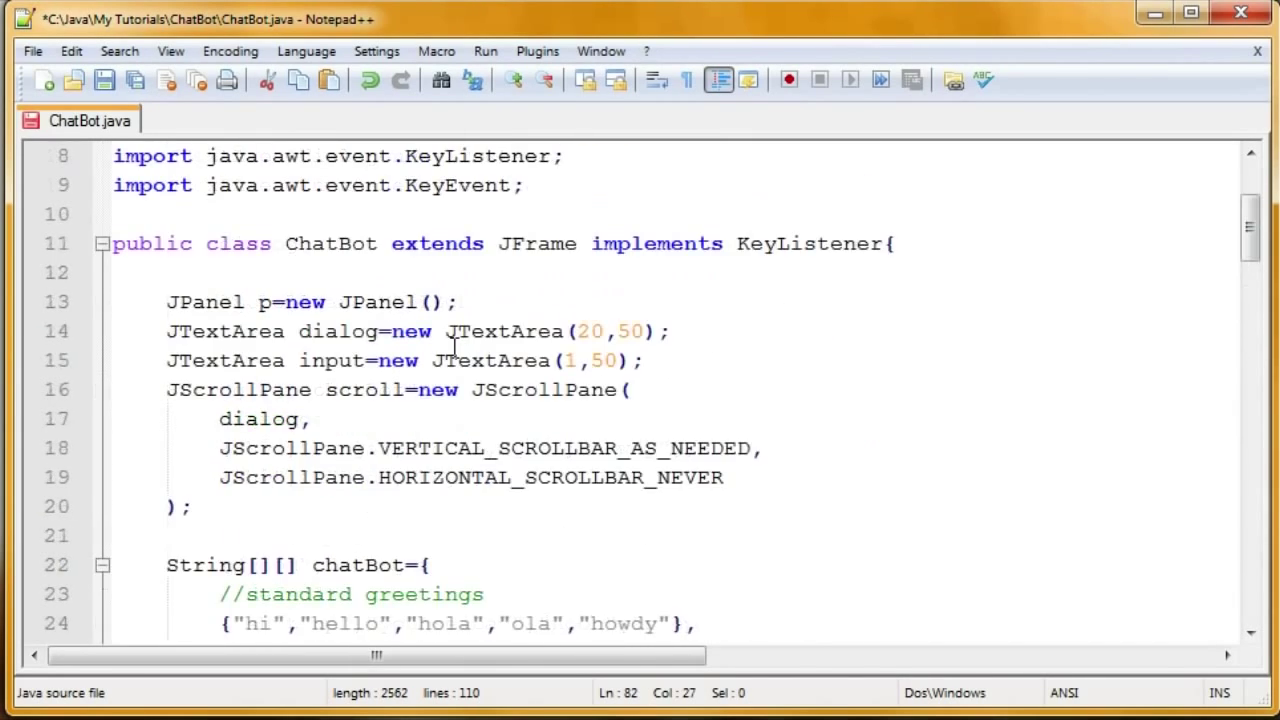 *C:\Java\My Tutorials\ChatBot\ChatBot.java - Notepad++
File Edit Search View Encoding Language Settings Macro Run Plugins Window ? X
ABC
ChatBot.java
8 import java.awt.event.KeyListener;
9 import java.awt.event.KeyEvent;
10
11 public class ChatBot extends JFrame implements KeyListener{
12
13 JPanel p=new JPanel();
14 JTextArea dialog=new JTextArea(20,50);
15 JTextArea input=new JTextArea(1,50);
16 JScrollPane scroll=new JScrollPane(
17 dialog,
18 JScrollPane.VERTICAL_SCROLLBAR_AS_NEEDED,
19 JScrollPane.HORIZONTAL_SCROLLBAR_NEVER
20 );
21
22 String[][] chatBot={
23 //standard greetings
24 {"hi","hello","hola","ola","howdy"},
Java source file length : 2562 lines : 110 Ln : 82 Col : 27 Sel : 0 Dos\Windows ANSI INS